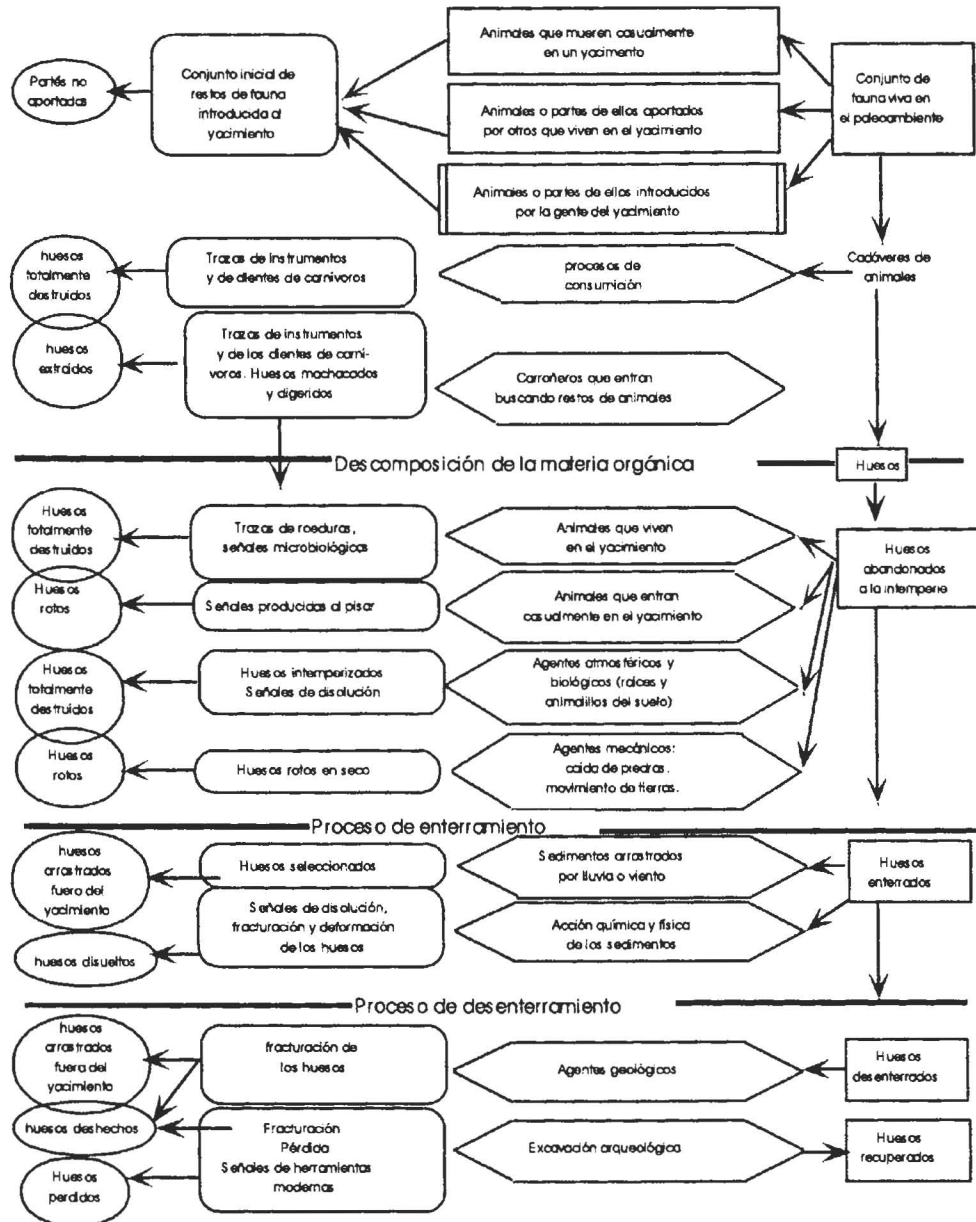 Partés no
aportadas
Conjunto inicial de
restos de fauna
introducida al
yacimiento
Animales que mueren casualmente
en un yacimento
Animales o partes de ellos aportados
por otros que viven en el yacimiento
Animales o partes de ellos introducidos
por la gente del yacimiento
Conjunto de
fauna viva en
el paleoambiente
huesos
totalmente
destruidos
Trazas de instrumentos
y de dientes de carnívoros
procesos de
consumición
Cadáveres de
animales
huesos
extraídos
Trazas de instrumentos
y de los dientes de carní-
voros. Huesos machacados
y digeridos
Carroñeros que entran
buscando restos de animales
Descomposición de la materia orgánica
Huesos
Huesos
totalmente
destruidos
Trazas de roeduras,
señales microbiológicas
Animales que viven
en el yacimiento
Huesos
abandonados
a la intemperie
Huesos
rotos
Señales producidas al pisar
Animales que entran
casualmente en el yacimiento
Huesos
totalmente
destruidos
Huesos intemperizados
Señales de disolución
Agentes atmosféricos y
biológicos (raíces y
animalillos del suelo)
Huesos
rotos
Huesos rotos en seco
Agentes mecánicos:
caída de piedras.
movimiento de tierras.
Proceso de enterramiento
huesos
arrastrados
fuera del
yacimiento
Huesos seleccionados
Sedimentos arrastrados
por lluvia o viento
Huesos
enterrados
huesos disueltos
Señales de disolución,
fracturación y deformación
de los huesos
Acción química y física
de los sedimentos
Proceso de desenterramiento
huesos
arrastrados
fuera del
yacimiento
fracturación de
los huesos
Agentes geológicos
Huesos
desenterrados
huesos deshechos
Fracturación
Pérdida
Señales de herramientas
modernas
Excavación arqueológica
Huesos
recuperados
Huesos
perdidos